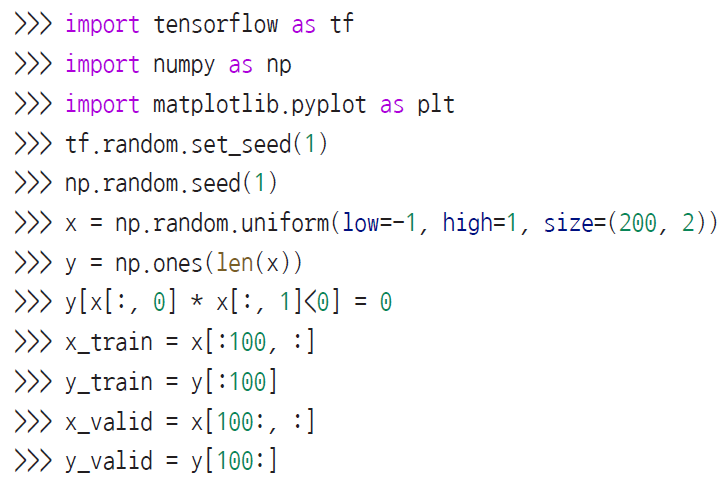 >>> import tensorflow as tf
>>> import numpy as np
>>> import matplotlib.pyplot as plt
>>> tf.random.set_seed(1)
>>> np.random.seed(1)
>>> x = np.random.uniform(low=-1, high=1, size=(200, 2))
>>> y = np.ones(len(x))
>>> y[x[:, 0] * x[:, 1]<0] = 0
>>> x_train = x[:100, :]
>>> y_train = y[:100]
>>> x_valid = x[100:, :]
>>> y_valid = y[100:]